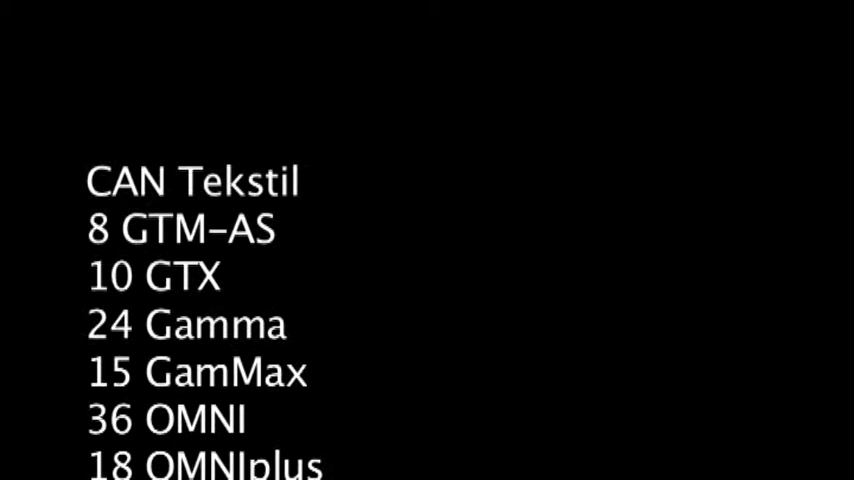 CAN Tekstil
8 GTM-AS
10 GTX
24 Gamma
15 GamMax
36 OMNI
18 OMNIplus